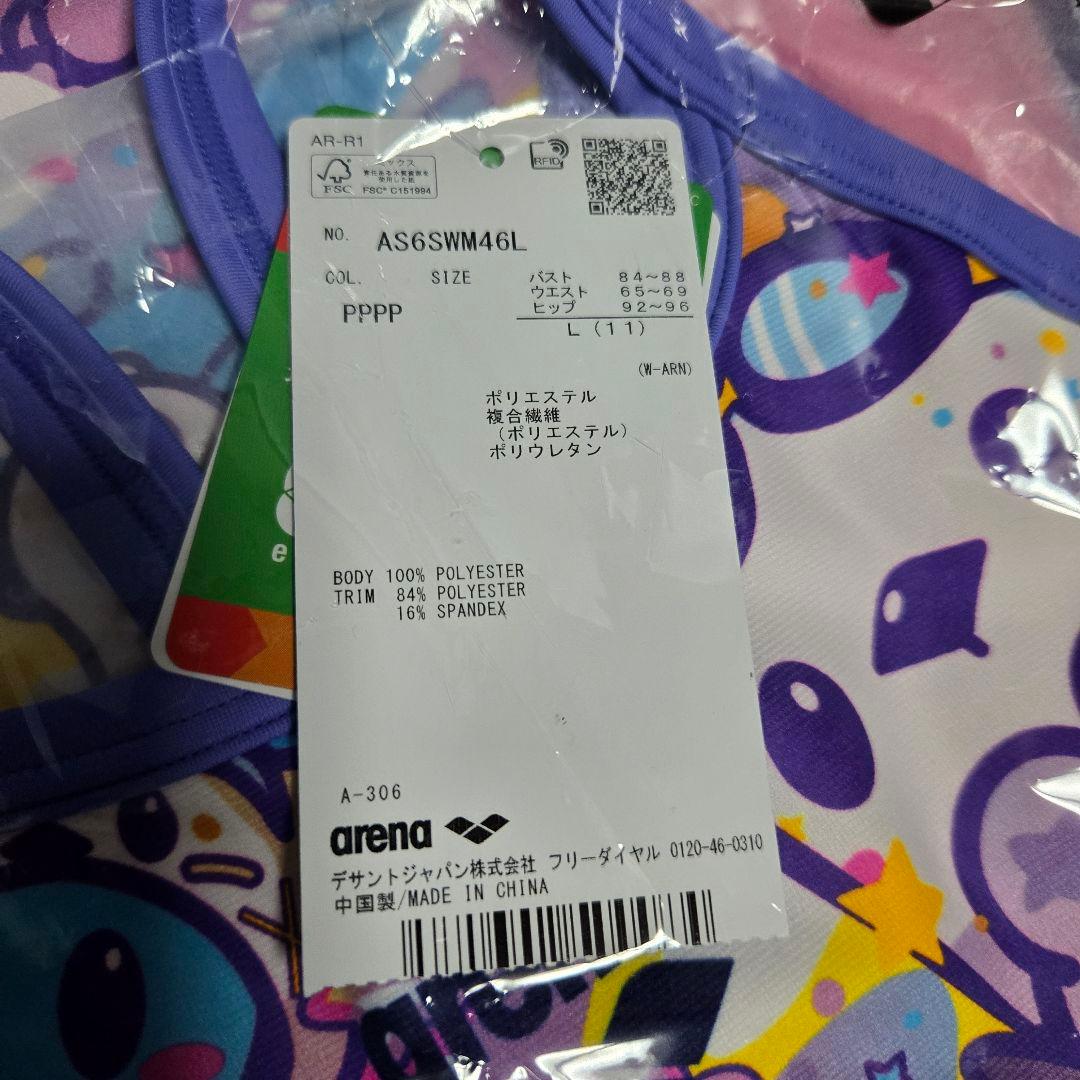 AR-R1
FSC
ミックス
責任ある木質資源を
使用した紙
FSC® C151994
RFID
NO. AS6SWM46L
COL. SIZE
バスト 84～88
ウエスト 65～69
ヒップ 92～96
PPPP
L (11)
(W-ARN)
ポリエステル
複合繊維
(ポリエステル)
ポリウレタン
BODY 100% POLYESTER
TRIM 84% POLYESTER
16% SPANDEX
A-306
arena
デサントジャパン株式会社 フリーダイヤル 0120-46-0310
中国製/MADE IN CHINA